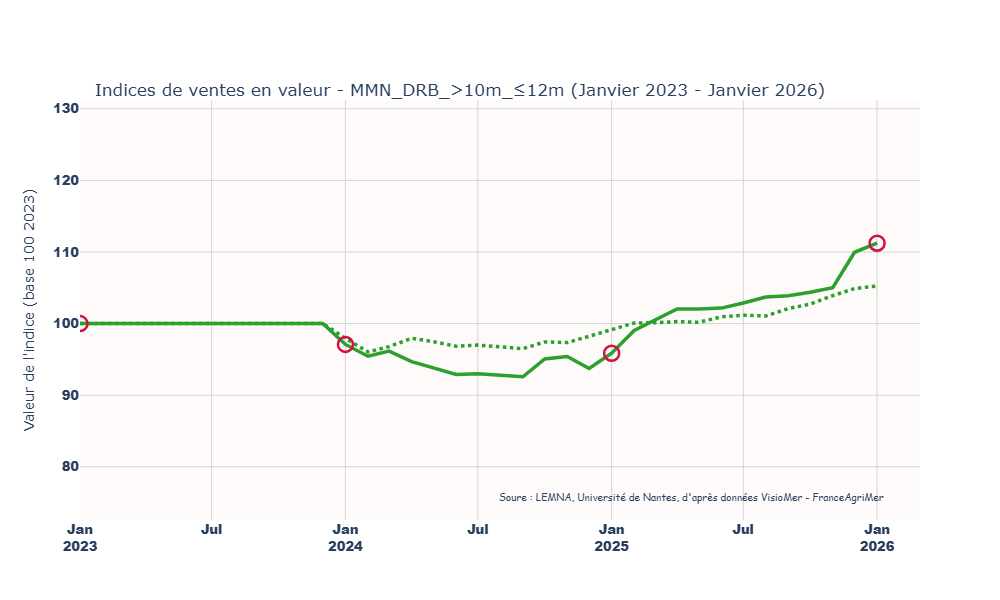 Indices de ventes en valeur - MMN_DRB_>10m_≤12m (Janvier 2023 - Janvier 2026)
Valeur de l'indice (base 100 2023)
130
120
110
100
90
80
Soure : LEMNA, Université de Nantes, d'après données VisioMer - FranceAgriMer
Jan
2023
Jul
Jan
2024
Jul
Jan
2025
Jul
Jan
2026